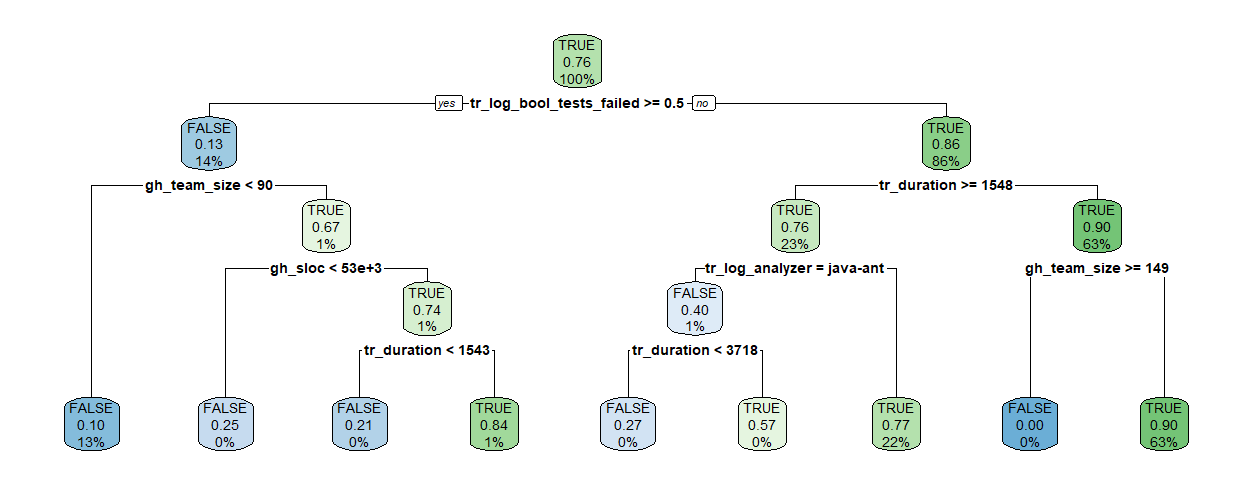 TRUE
0.76
100%
yes tr_log_bool_tests_failed >= 0.5 no
FALSE
0.13
14%
TRUE
0.86
86%
gh_team_size < 90
tr_duration >= 1548
TRUE
0.67
1%
TRUE
0.76
23%
TRUE
0.90
63%
gh_sloc < 53e+3
tr_log_analyzer = java-ant
gh_team_size >= 149
TRUE
0.74
1%
FALSE
0.40
1%
tr_duration < 1543
tr_duration < 3718
FALSE
0.10
13%
FALSE
0.25
0%
FALSE
0.21
0%
TRUE
0.84
1%
FALSE
0.27
0%
TRUE
0.57
0%
TRUE
0.77
22%
FALSE
0.00
0%
TRUE
0.90
63%